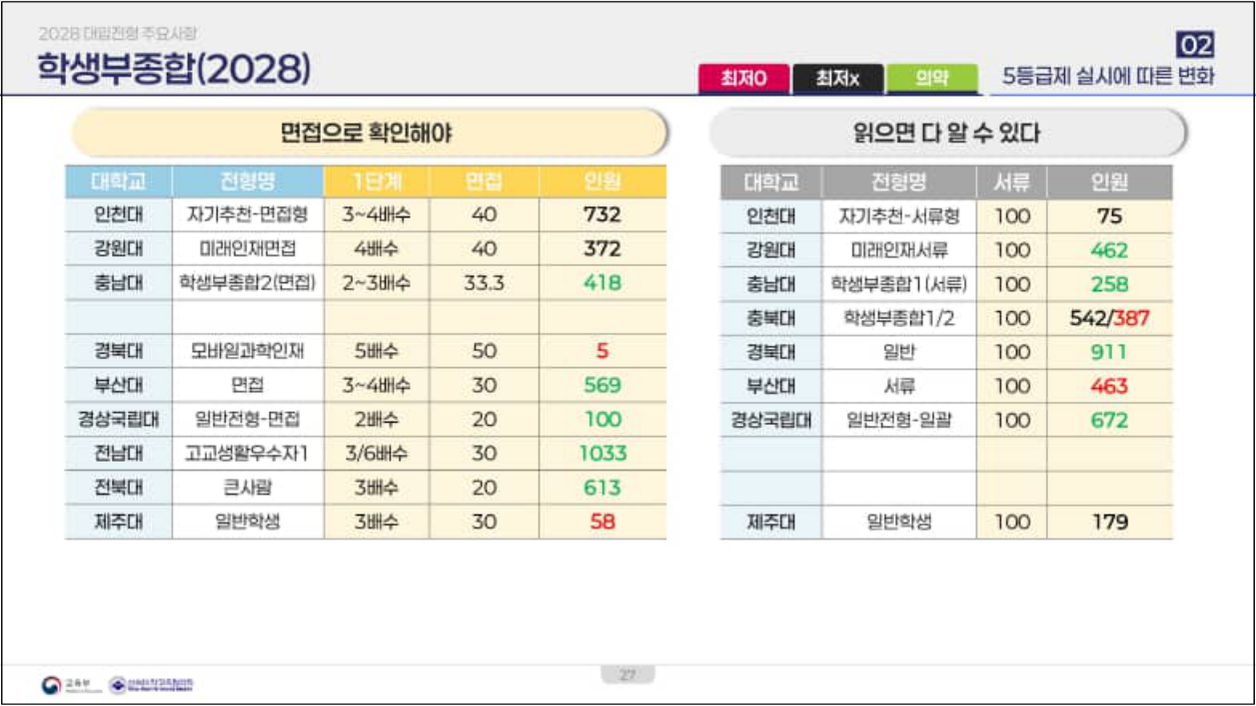 2028 대입전형 주요사항
학생부종합(2028)
최저O 최저x 의약
02
5등급제 실시에 따른 변화
면접으로 확인해야
대학교 전형명 1단계 면접 인원
인천대 자기추천-면접형 3~4배수 40 732
강원대 미래인재면접 4배수 40 372
충남대 학생부종합2(면접) 2~3배수 33.3 418
경북대 모바일과학인재 5배수 50 5
부산대 면접 3~4배수 30 569
경상국립대 일반전형-면접 2배수 20 100
전남대 고교생활우수자1 3/6배수 30 1033
전북대 큰사람 3배수 20 613
제주대 일반학생 3배수 30 58
읽으면 다 알 수 있다
대학교 전형명 서류 인원
인천대 자기추천-서류형 100 75
강원대 미래인재서류 100 462
충남대 학생부종합1(서류) 100 258
충북대 학생부종합1/2 100 542/387
경북대 일반 100 911
부산대 서류 100 463
경상국립대 일반전형-일괄 100 672
제주대 일반학생 100 179
27
교육부